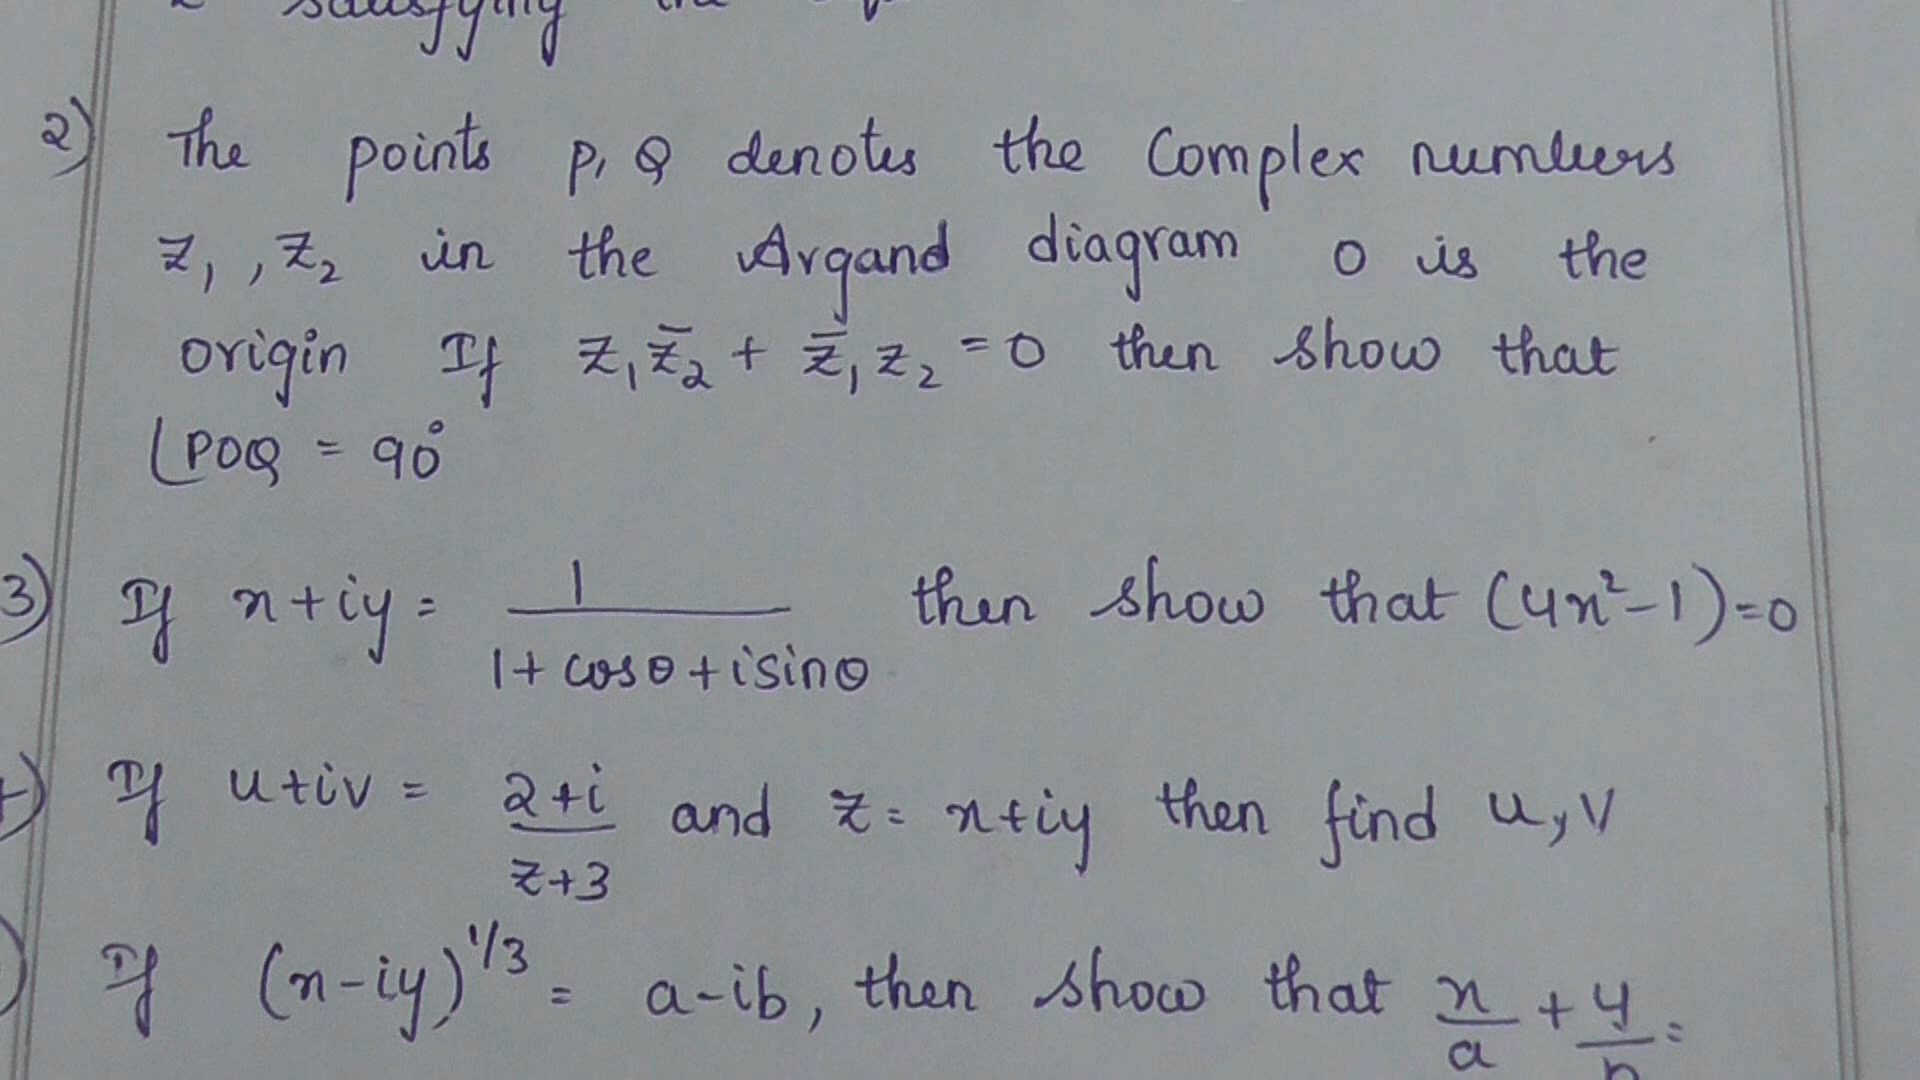 satisfying the
2) The points P, Q denotes the Complex numbers
z₁, z₂ in the Argand diagram O is the
origin If z₁z̄₂ + z̄₁z₂ = 0 then show that
∟POQ = 90°
3) If x+iy = 1/(1+cosθ+isinθ) then show that (4x²-1)=0
If u+iv = (2+i)/(z+3) and z = x+iy then find u, v
If (x-iy)^1/3 = a-ib, then show that x/a + y/b =